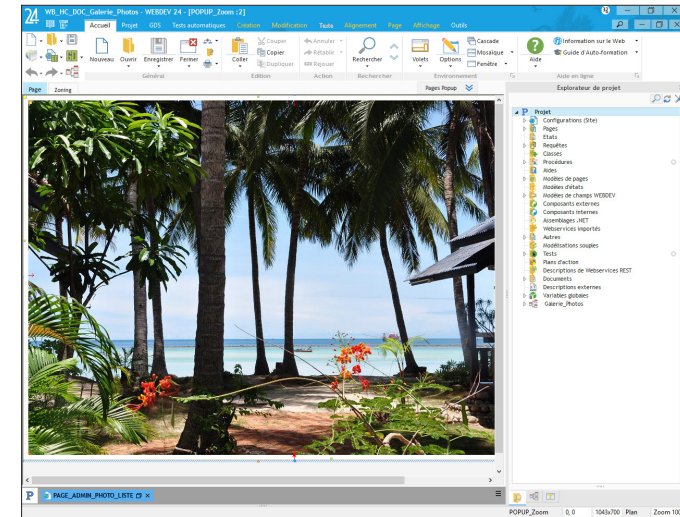 24 WB_HC_DOC_Galerie_Photos - WEBDEV 24 - [POPUP_Zoom :2]
Accueil Projet GDS Tests automatiques Création Modification Texte Alignement Page Affichage Outils
Nouveau Ouvrir Enregistrer Fermer
Général
Coller
Couper
Copier
Dupliquer
Edition
Annuler
Rétablir
Rejouer
Action
Rechercher
Rechercher
Volets Options
Cascade
Mosaïque
Fenêtre
Environnement
Aide
Information sur le Web
Guide d'Auto-formation
Aide en ligne
Page Zoning
Pages Popup
Explorateur de projet
Projet
Configurations (Site)
Pages
Etats
Requêtes
Classes
Procédures
Aides
Modèles de pages
Modèles d'états
Modèles de champs WEBDEV
Composants externes
Composants internes
Assemblages .NET
Webservices importés
Autres
Modélisations souples
Tests
Plans d'action
Descriptions de Webservices REST
Documents
Descriptions externes
Variables globales
Galerie_Photos
PAGE_ADMIN_PHOTO_LISTE
POPUP_Zoom 0, 0 1043x700 Plan Zoom 100